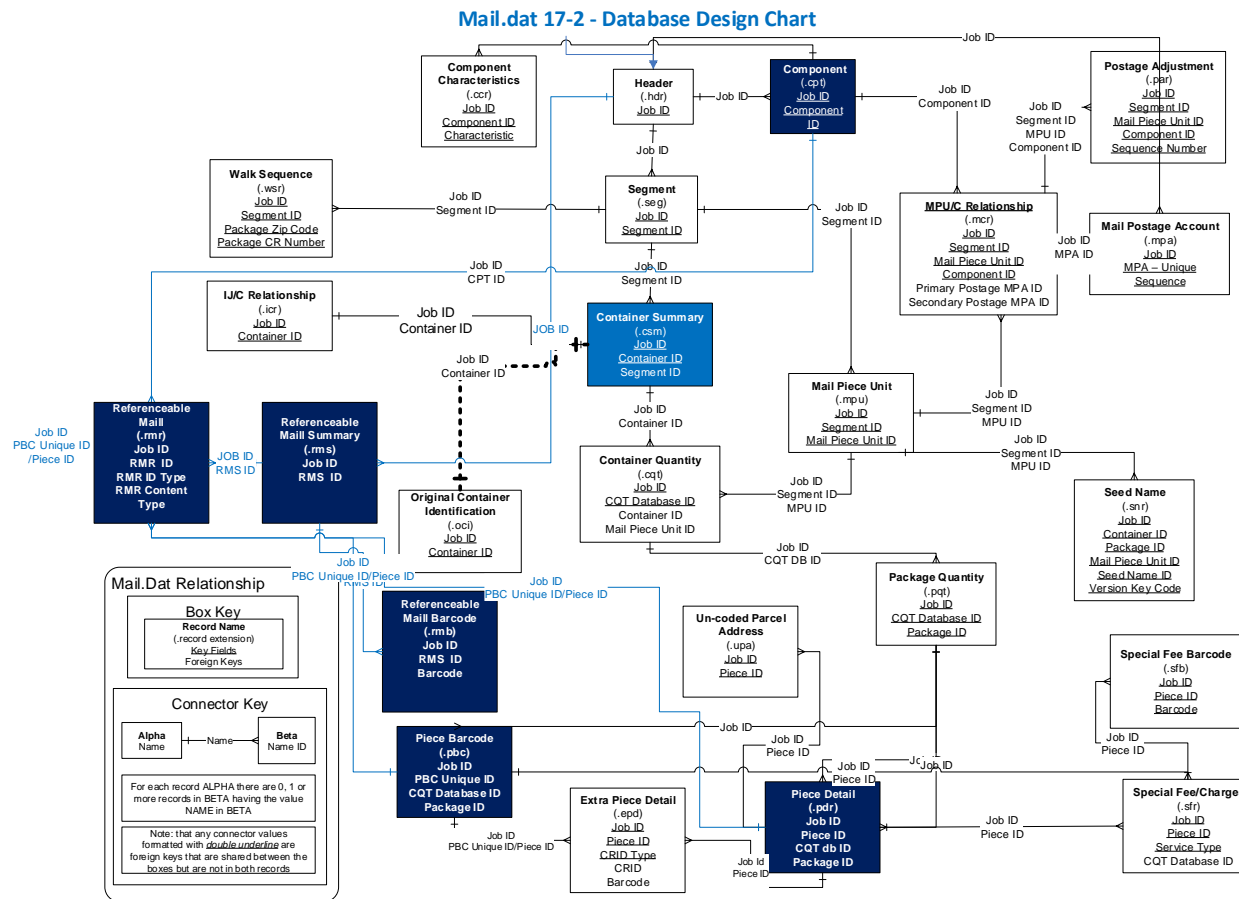 Mail.dat 17-2 - Database Design Chart
Component
Characteristics
(.ccr)
Job ID
Component ID
Characteristic
Header
(.hdr)
Job ID
Job ID
Component
(.cpt)
Job ID
Component
ID
Job ID
Job ID
Component ID
Job ID
Segment ID
MPU ID
Component ID
Postage Adjustment
(.par)
Job ID
Segment ID
Mail Piece Unit ID
Component ID
Sequence Number
Job ID
Walk Sequence
(.wsr)
Job ID
Segment ID
Package Zip Code
Package CR Number
Job ID
Segment ID
Segment
(.seg)
Job ID
Segment ID
Job ID
Segment ID
MPU/C Relationship
(.mcr)
Job ID
Segment ID
Mail Piece Unit ID
Component ID
Primary Postage MPA ID
Secondary Postage MPA ID
Job ID
MPA ID
Mail Postage Account
(.mpa)
Job ID
MPA – Unique
Sequence
Job ID
CPT ID
Job ID
Segment ID
IJ/C Relationship
(.icr)
Job ID
Container ID
Job ID
Container ID
JOB ID
Container Summary
(.csm)
Job ID
Container ID
Segment ID
Job ID
Container ID
Job ID
Container ID
Mail Piece Unit
(.mpu)
Job ID
Segment ID
Mail Piece Unit ID
Job ID
Segment ID
MPU ID
Job ID
PBC Unique ID
/Piece ID
Referenceable
Maill
(.rmr)
Job ID
RMR ID
RMR ID Type
RMR Content
Type
JOB ID
RMS ID
Referenceable
Maill Summary
(.rms)
Job ID
RMS ID
Original Container
Identification
(.oci)
Job ID
Container ID
Container Quantity
(.cqt)
Job ID
CQT Database ID
Container ID
Mail Piece Unit ID
Job ID
Segment ID
MPU ID
Job ID
Segment ID
MPU ID
Seed Name
(.snr)
Job ID
Container ID
Package ID
Mail Piece Unit ID
Seed Name ID
Version Key Code
Job ID
CQT DB ID
Job ID
PBC Unique ID/Piece ID
RMS ID
Job ID
PBC Unique ID/Piece ID
Package Quantity
(.pqt)
Job ID
CQT Database ID
Package ID
Referenceable
Maill Barcode
(.rmb)
Job ID
RMS ID
Barcode
Un-coded Parcel
Address
(.upa)
Job ID
Piece ID
Special Fee Barcode
(.sfb)
Job ID
Piece ID
Barcode
Job ID
Job ID
Piece ID
Job ID
Piece ID
Piece Barcode
(.pbc)
Job ID
PBC Unique ID
CQT Database ID
Package ID
Job ID
Piece ID
Job ID
Job ID
PBC Unique ID/Piece ID
Extra Piece Detail
(.epd)
Job ID
Piece ID
CRID Type
CRID
Barcode
Job Id
Piece ID
Piece Detail
(.pdr)
Job ID
Piece ID
CQT db ID
Package ID
Job ID
Piece ID
Special Fee/Charge
(.sfr)
Job ID
Piece ID
Service Type
CQT Database ID
Mail.Dat Relationship
Box Key
Record Name
(.record extension)
Key Fields
Foreign Keys
Connector Key
Alpha
Name
Name
Beta
Name ID
For each record ALPHA there are 0, 1 or
more records in BETA having the value
NAME in BETA
Note: that any connector values
formatted with double underline are
foreign keys that are shared between the
boxes but are not in both records